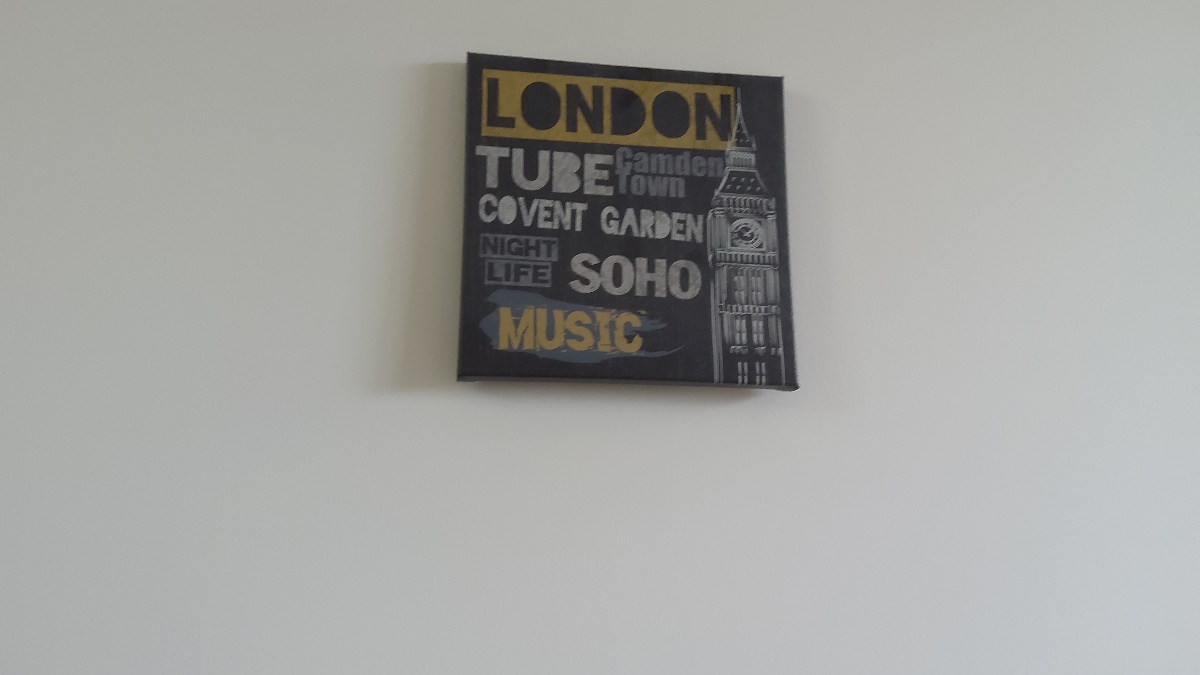 LONDON
TUBE
Camden
Town
COVENT GARDEN
NIGHT
LIFE
SOHO
MUSIC